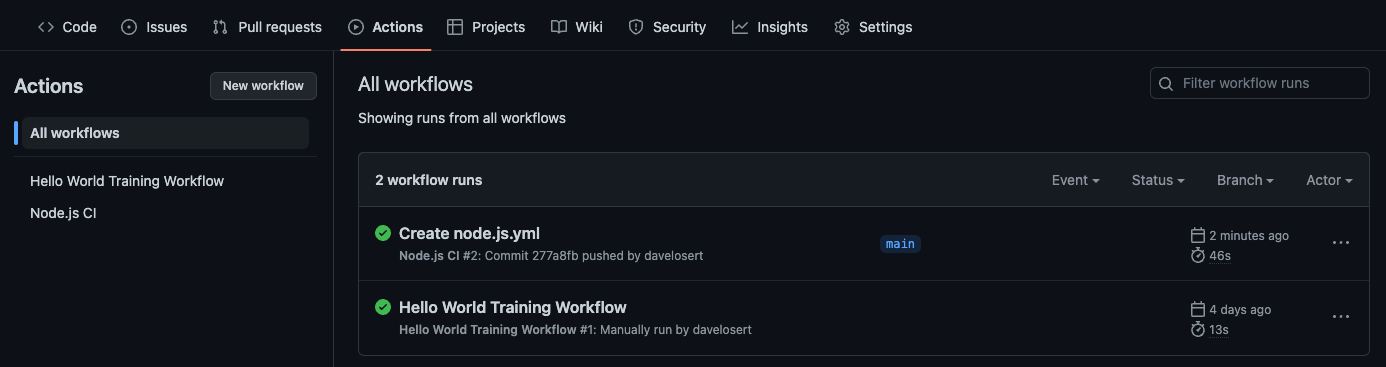 Code Issues Pull requests Actions Projects Wiki Security Insights Settings
Actions New workflow
All workflows
Hello World Training Workflow
Node.js CI
All workflows Filter workflow runs
Showing runs from all workflows
2 workflow runs Event Status Branch Actor
Create node.js.yml main 2 minutes ago
Node.js CI #2: Commit 277a8fb pushed by davelosert 46s
Hello World Training Workflow 4 days ago
Hello World Training Workflow #1: Manually run by davelosert 13s